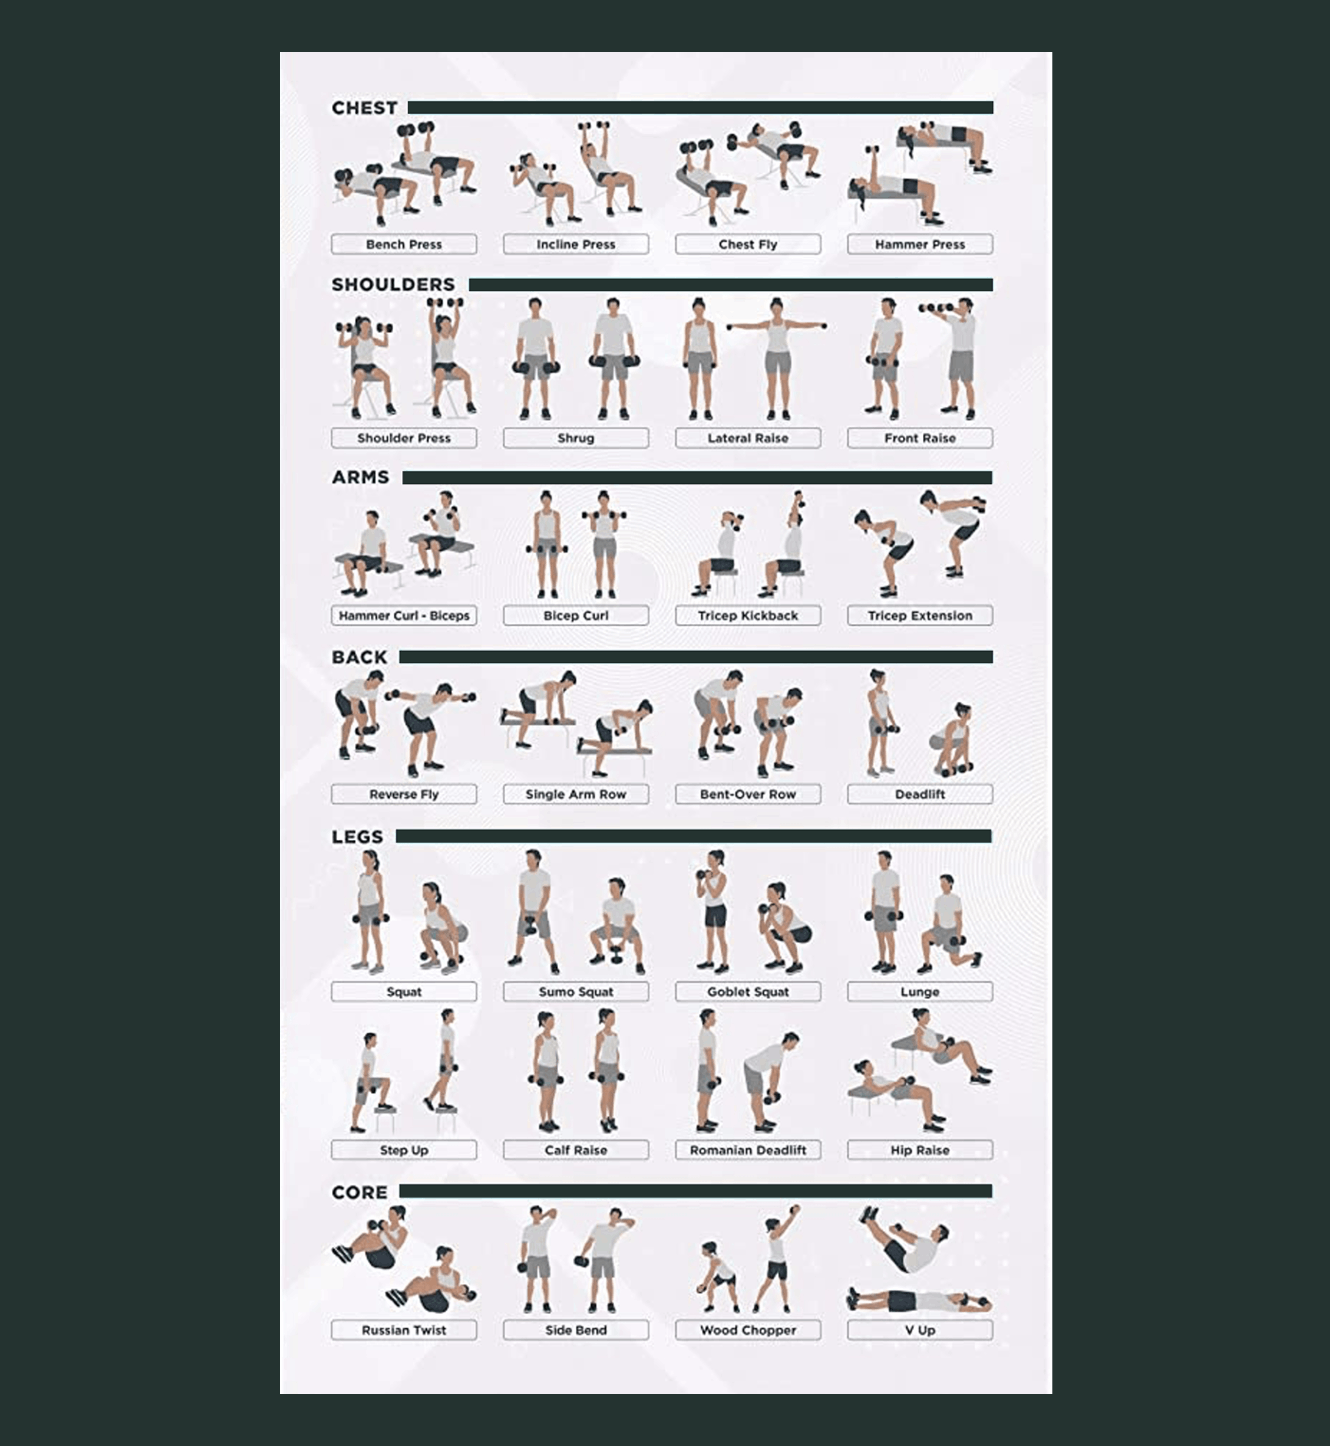 CHEST
Bench Press
Incline Press
Chest Fly
Hammer Press
SHOULDERS
Shoulder Press
Shrug
Lateral Raise
Front Raise
ARMS
Hammer Curl - Biceps
Bicep Curl
Tricep Kickback
Tricep Extension
BACK
Reverse Fly
Single Arm Row
Bent-Over Row
Deadlift
LEGS
Squat
Sumo Squat
Goblet Squat
Lunge
Step Up
Calf Raise
Romanian Deadlift
Hip Raise
CORE
Russian Twist
Side Bend
Wood Chopper
V Up